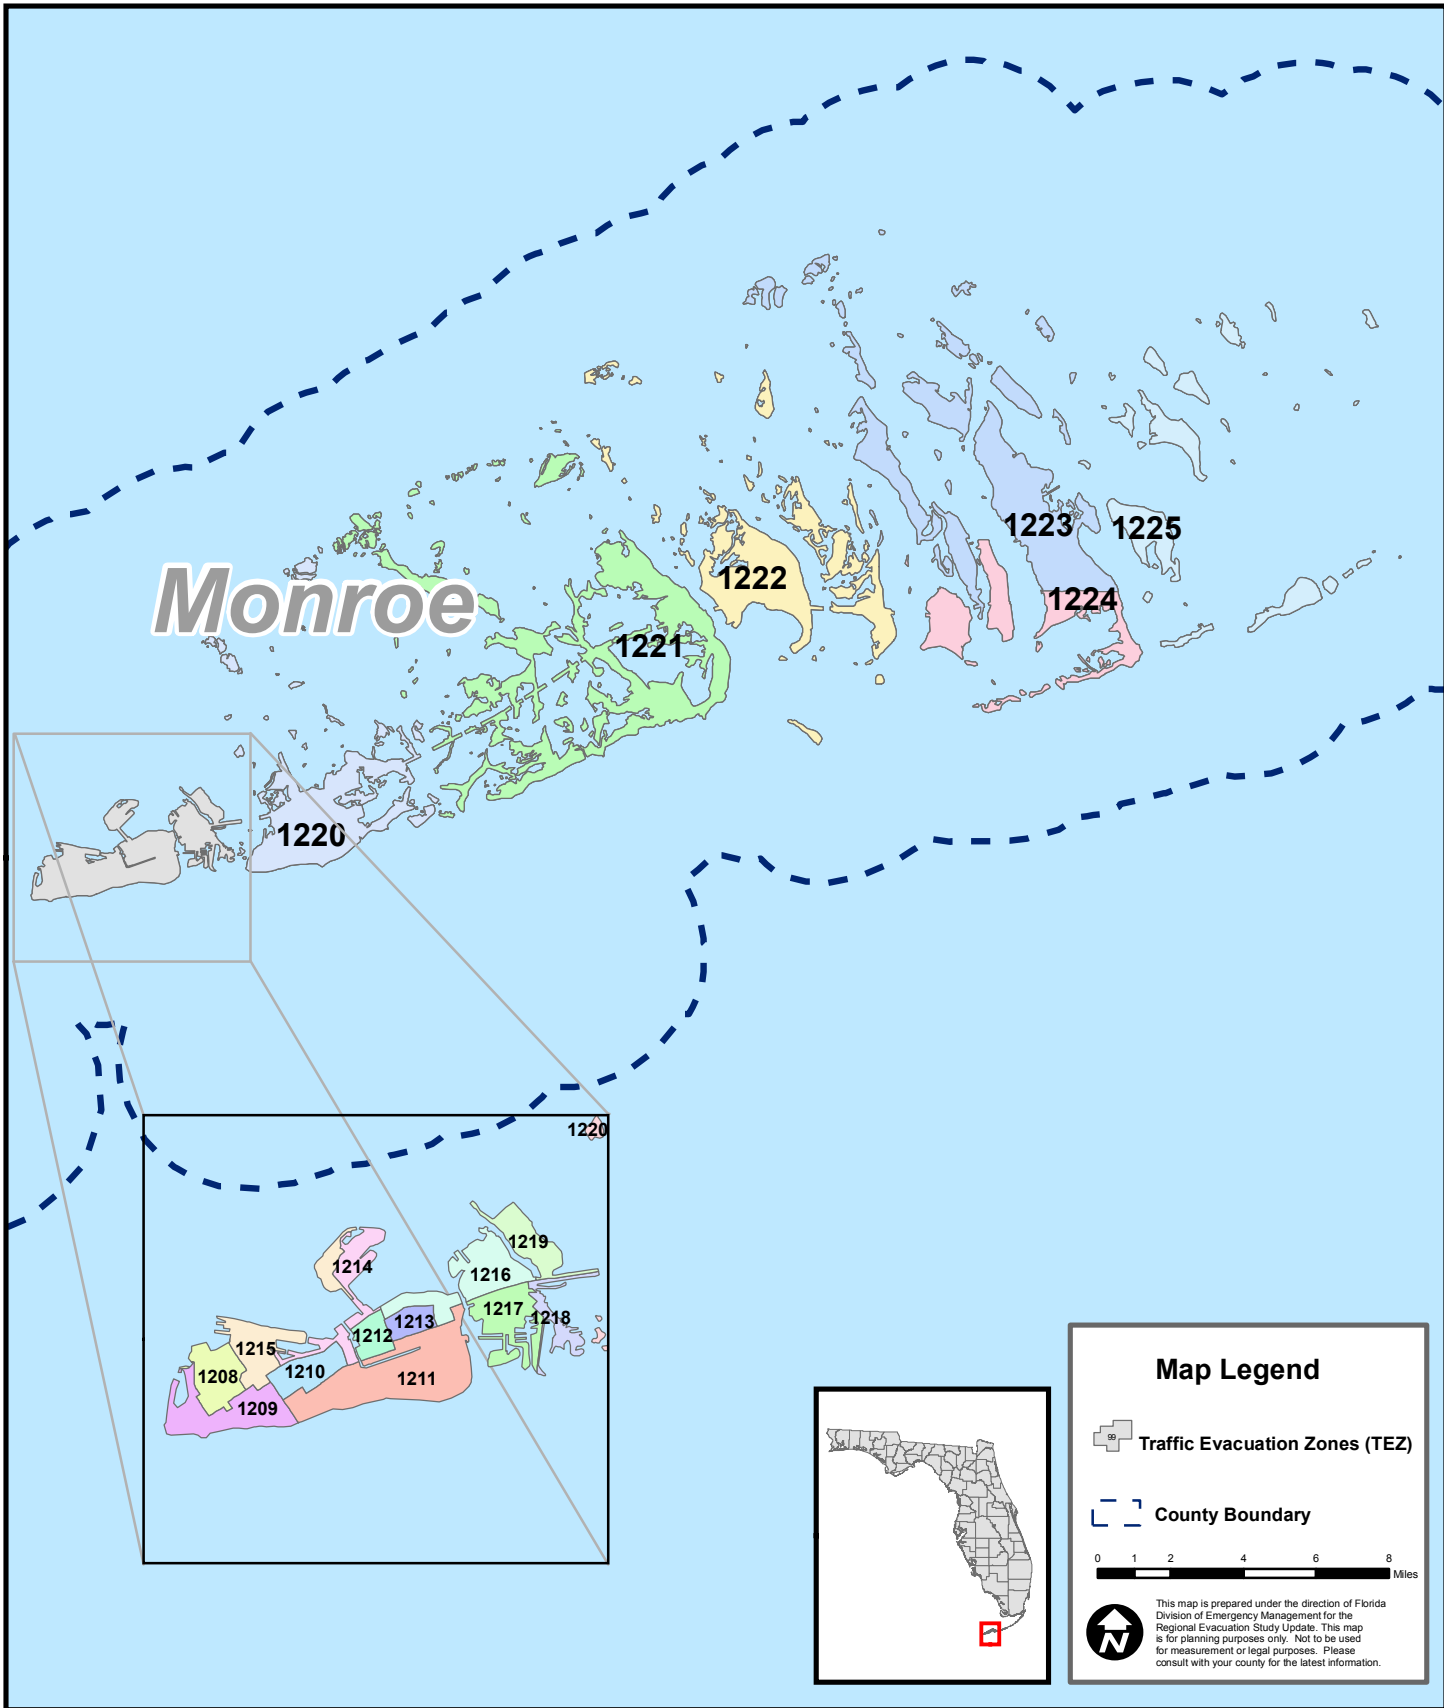 Monroe
1223
1225
1222
1224
1221
1220
1220
1219
1214
1216
1217
1218
1213
1212
1215
1210
1208
1211
1209
Map Legend
99
Traffic Evacuation Zones (TEZ)
County Boundary
0 1 2 4 6 8
Miles
N
This map is prepared under the direction of Florida
Division of Emergency Management for the
Regional Evacuation Study Update. This map
is for planning purposes only. Not to be used
for measurement or legal purposes. Please
consult with your county for the latest information.